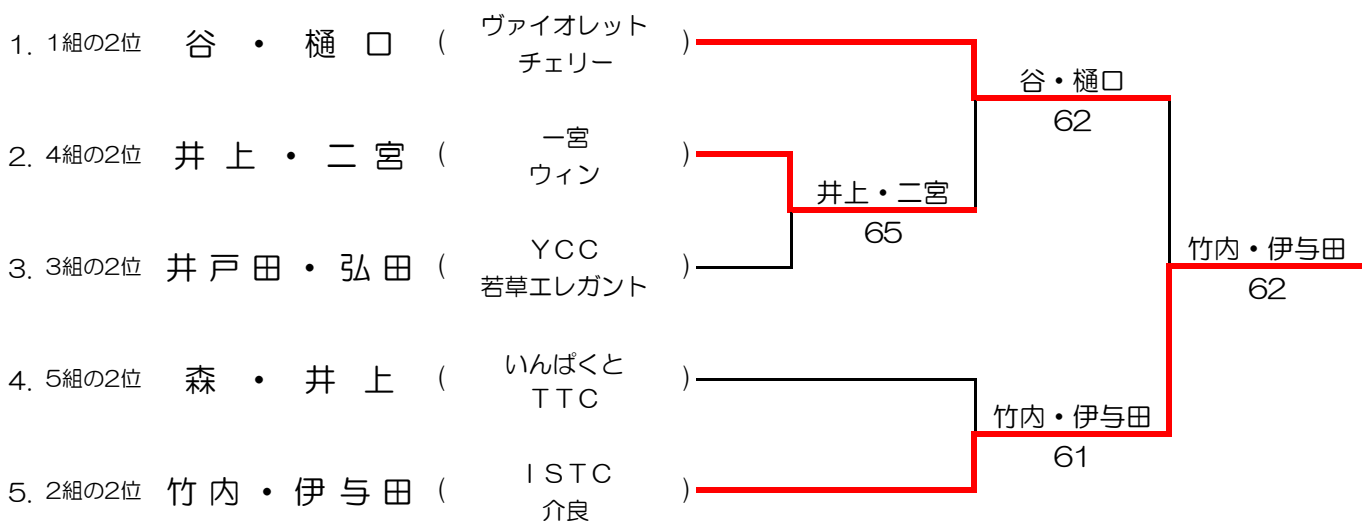 1. 1組の2位 谷・樋口 ( ヴァイオレット
チェリー )
谷・樋口
62
2. 4組の2位 井上・二宮 ( 一宮
ウィン )
井上・二宮
65
3. 3組の2位 井戸田・弘田 ( YCC
若草エレガント )
竹内・伊与田
62
4. 5組の2位 森・井上 ( いんぱくと
TTC )
竹内・伊与田
61
5. 2組の2位 竹内・伊与田 ( ISTC
介良 )